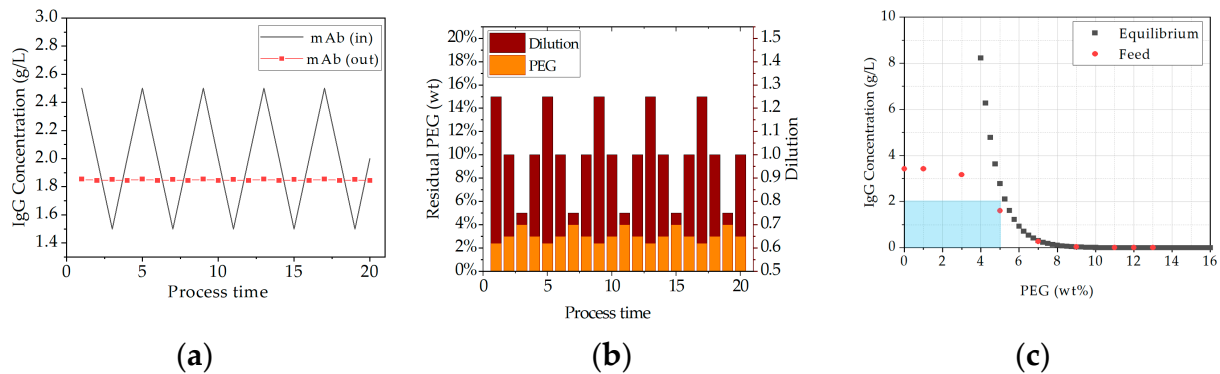 3.0
2.8
2.6
2.4
2.2
2.0
1.8
1.6
1.4
IgG Concentration (g/L)
mAb (in)
mAb (out)
0 5 10 15 20
Process time
(a)
20%
18%
16%
14%
12%
10%
8%
6%
4%
2%
0%
Residual PEG (wt)
Dilution
PEG
1.5
1.4
1.3
1.2
1.1
1.0
0.9
0.8
0.7
0.6
0.5
Dilution
0 5 10 15 20
Process time
(b)
10
8
6
4
2
0
IgG Concentration (g/L)
Equilibrium
Feed
0 2 4 6 8 10 12 14 16
PEG (wt%)
(c)